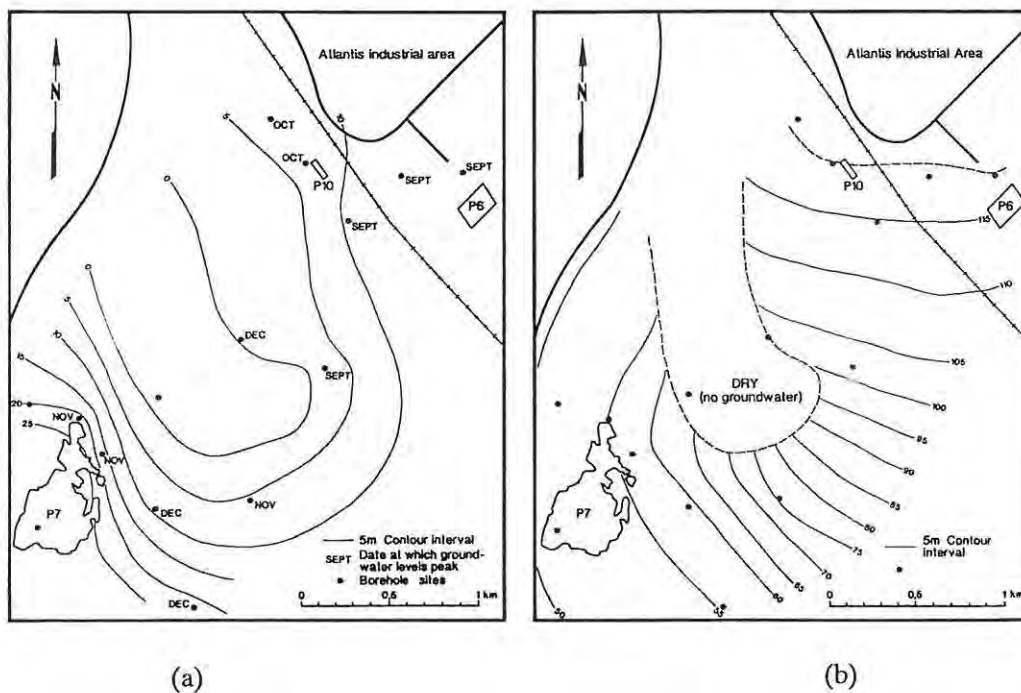 Atlantis industrial area
N
OCT
5
15
OCT
P10
SEPT
SEPT
P6
SEPT
0
0
5
10
15
20
25
DEC
SEPT
NOV
NOV
DEC
NOV
P7
DEC
5m Contour interval
SEPT Date at which ground-
water levels peak
Borehole sites
0 0,5 1 km
(a)
Atlantis Industrial Area
N
P10
P6
115
110
105
100
95
90
85
80
75
70
65
60
50
DRY
(no groundwater)
P7
5m Contour
interval
0 0,5 1 km
(b)